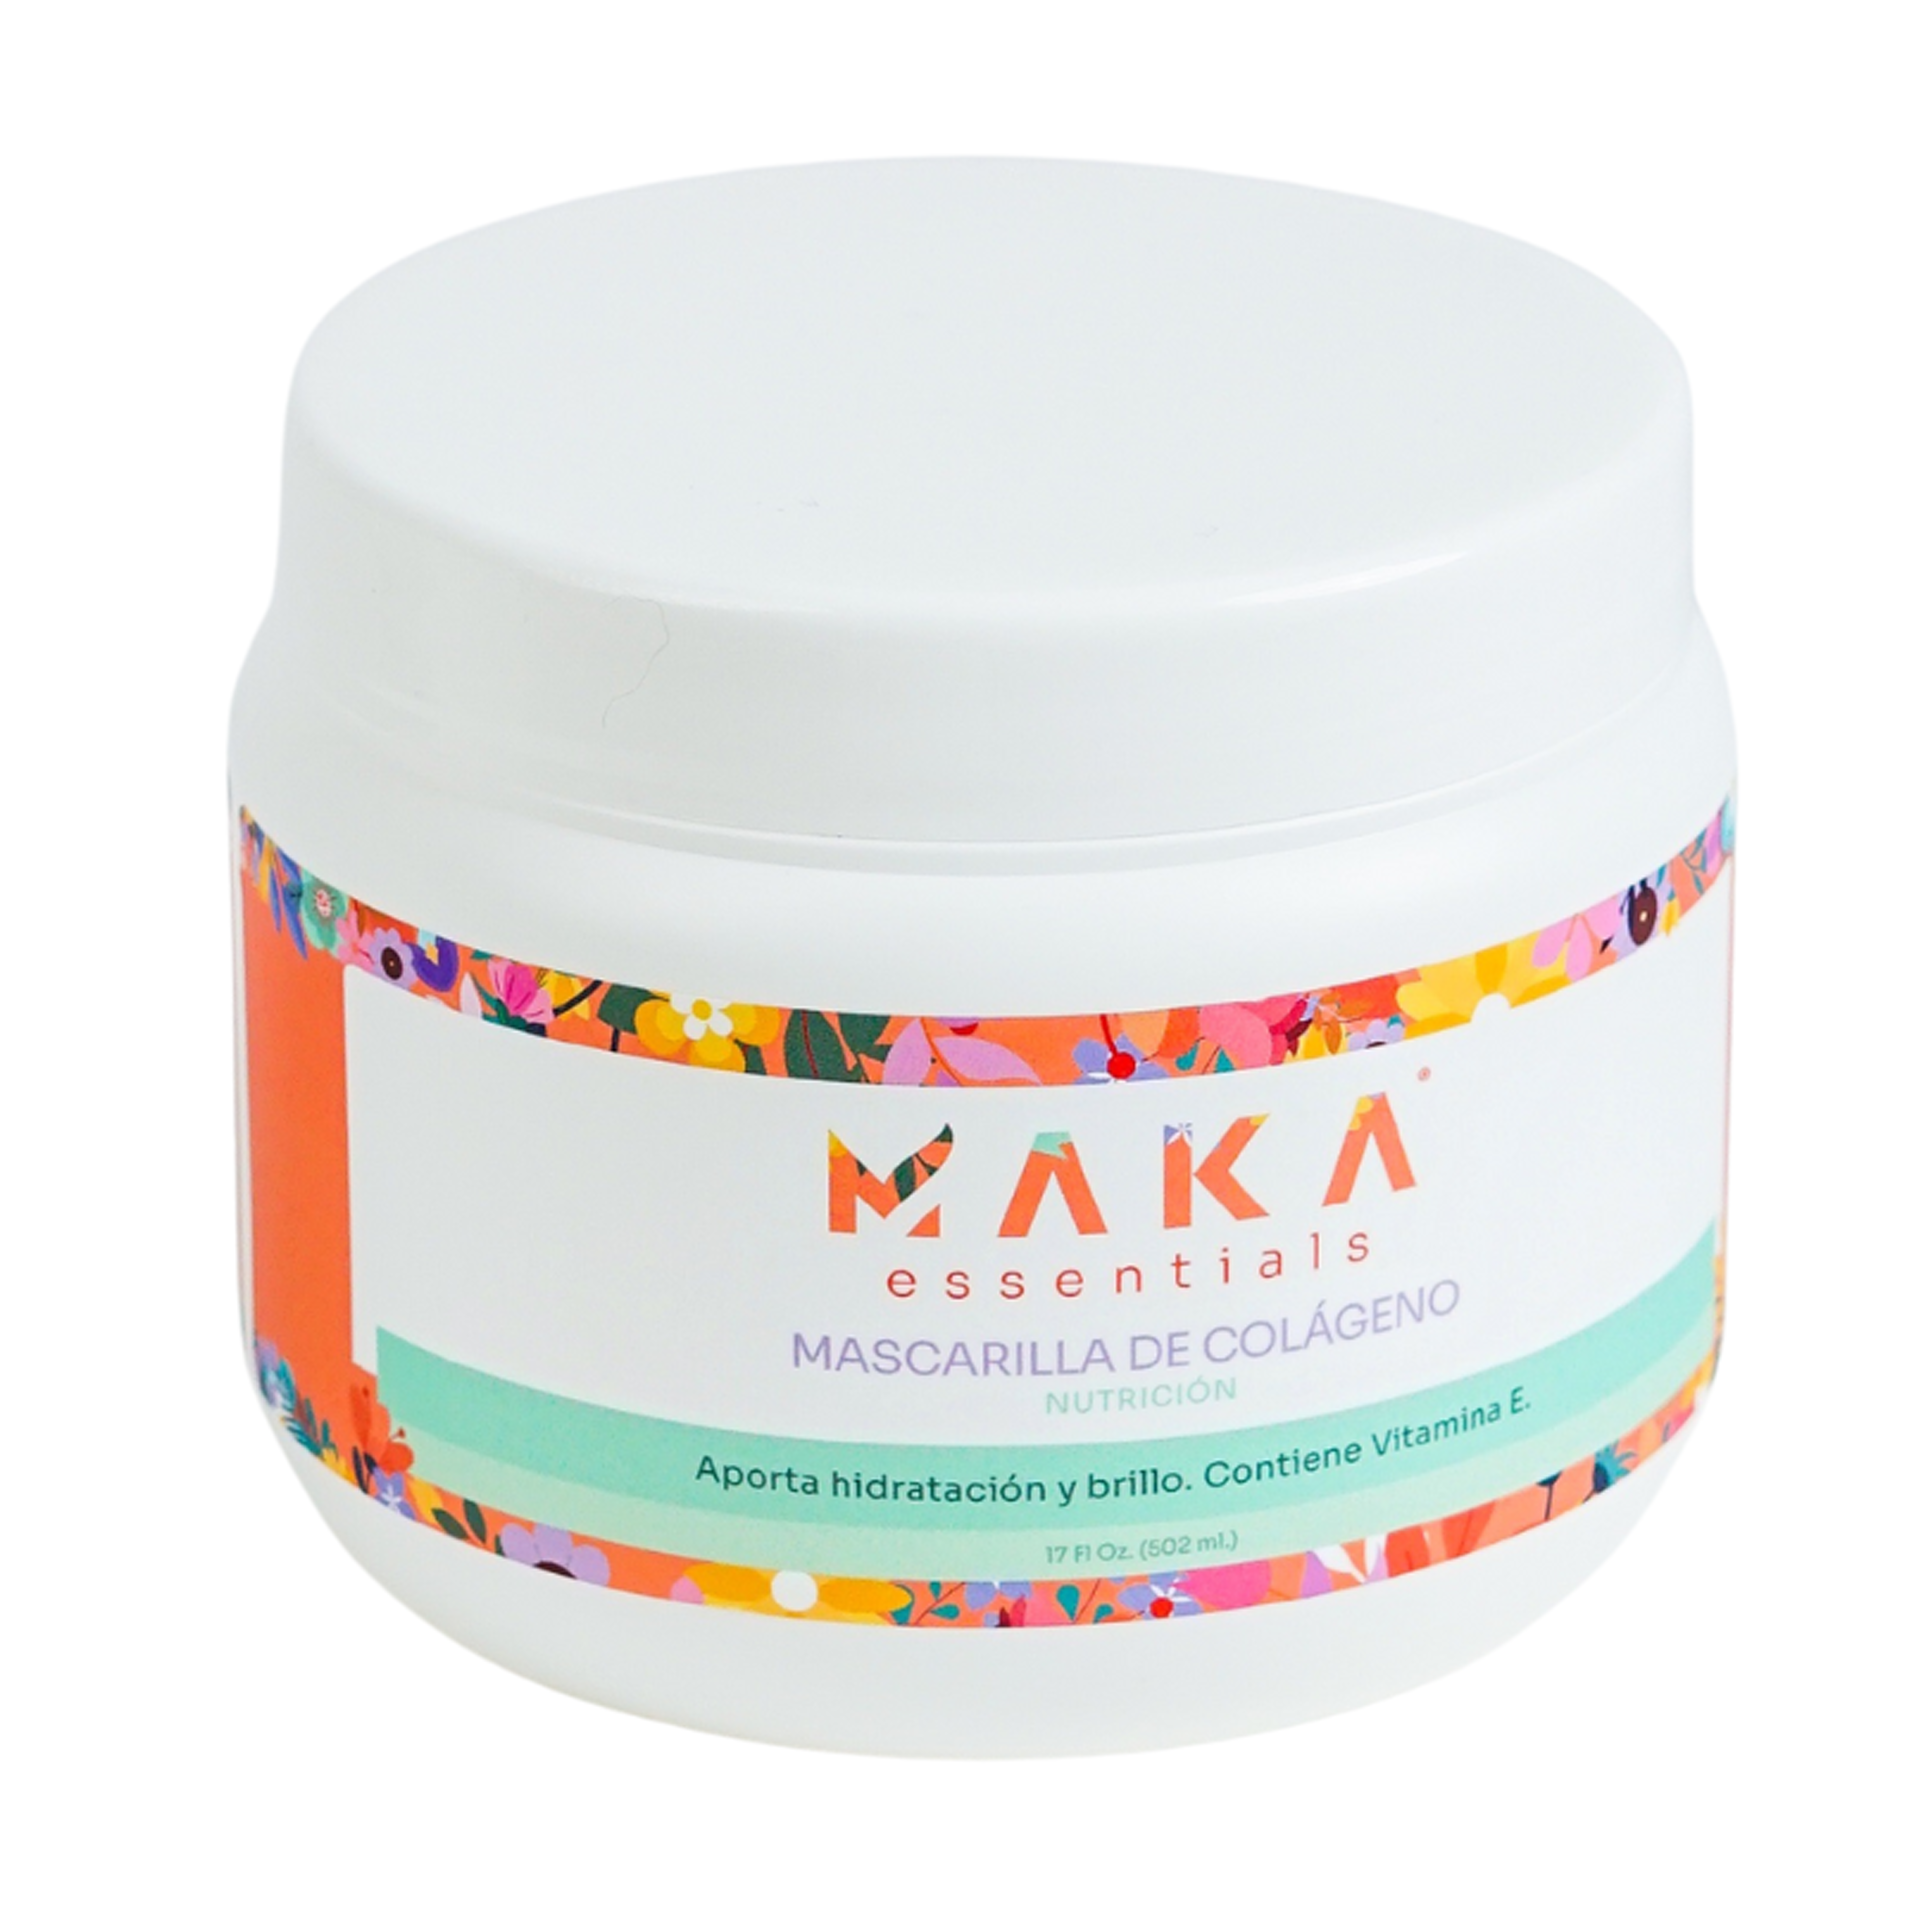 MAKA®
essentials
MASCARILLA DE COLÁGENO
NUTRICIÓN
Aporta hidratación y brillo. Contiene Vitamina E.
17 Fl Oz. (502 ml.)